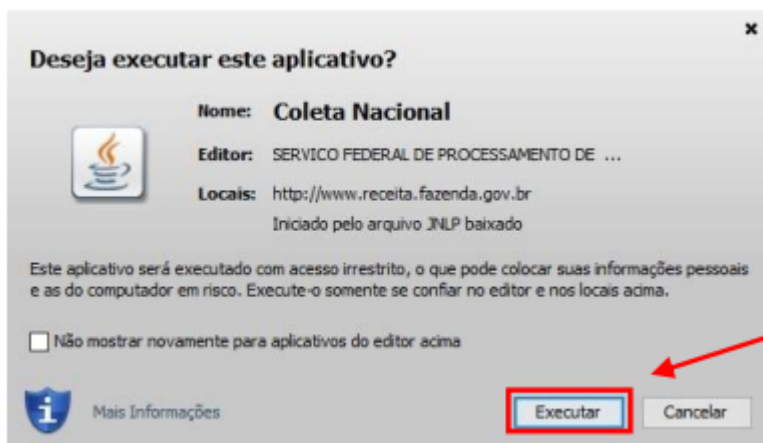 Deseja executar este aplicativo?
Nome: Coleta Nacional
Editor: SERVICO FEDERAL DE PROCESSAMENTO DE ...
Locais: http://www.receita.fazenda.gov.br
Iniciado pelo arquivo JNLP baixado
Este aplicativo será executado com acesso irrestrito, o que pode colocar suas informações pessoais
e as do computador em risco. Execute-o somente se confiar no editor e nos locais acima.
Não mostrar novamente para aplicativos do editor acima
Mais Informações
Executar Cancelar